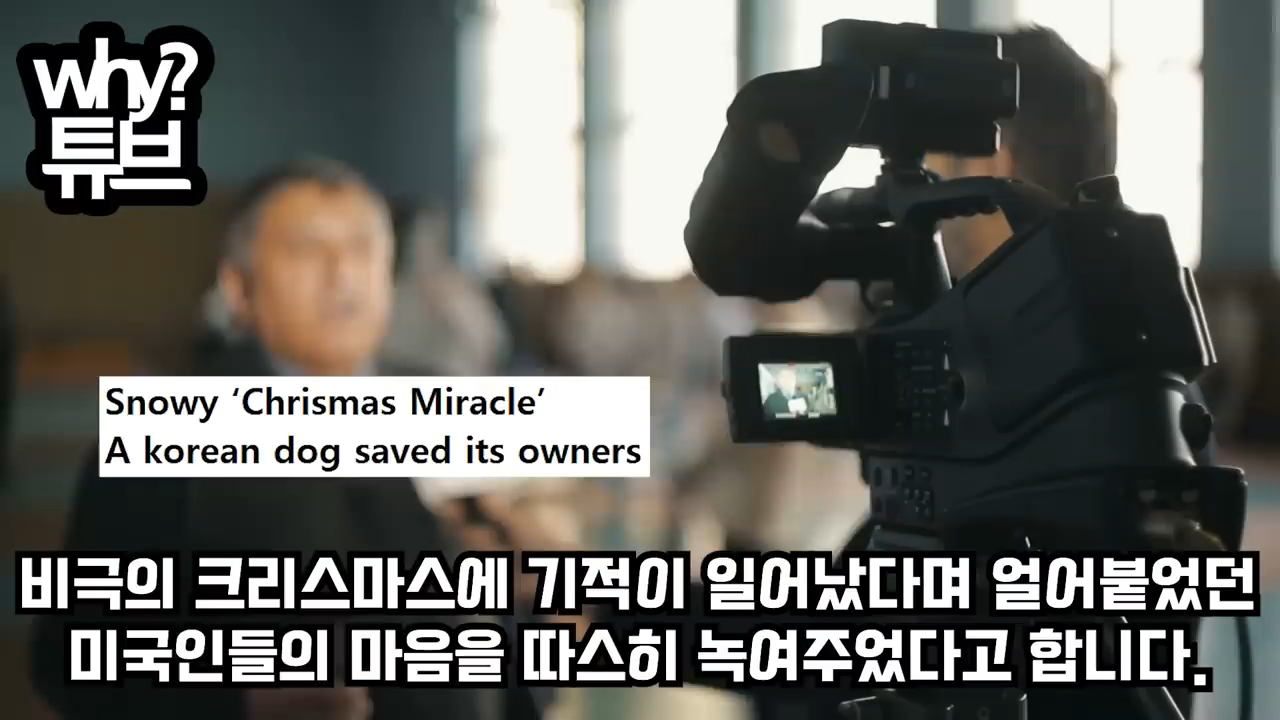 why?
튜브
Snowy ‘Chrismas Miracle’
A korean dog saved its owners
비극의 크리스마스에 기적이 일어났다며 얼어붙었던
미국인들의 마음을 따스히 녹여주었다고 합니다.